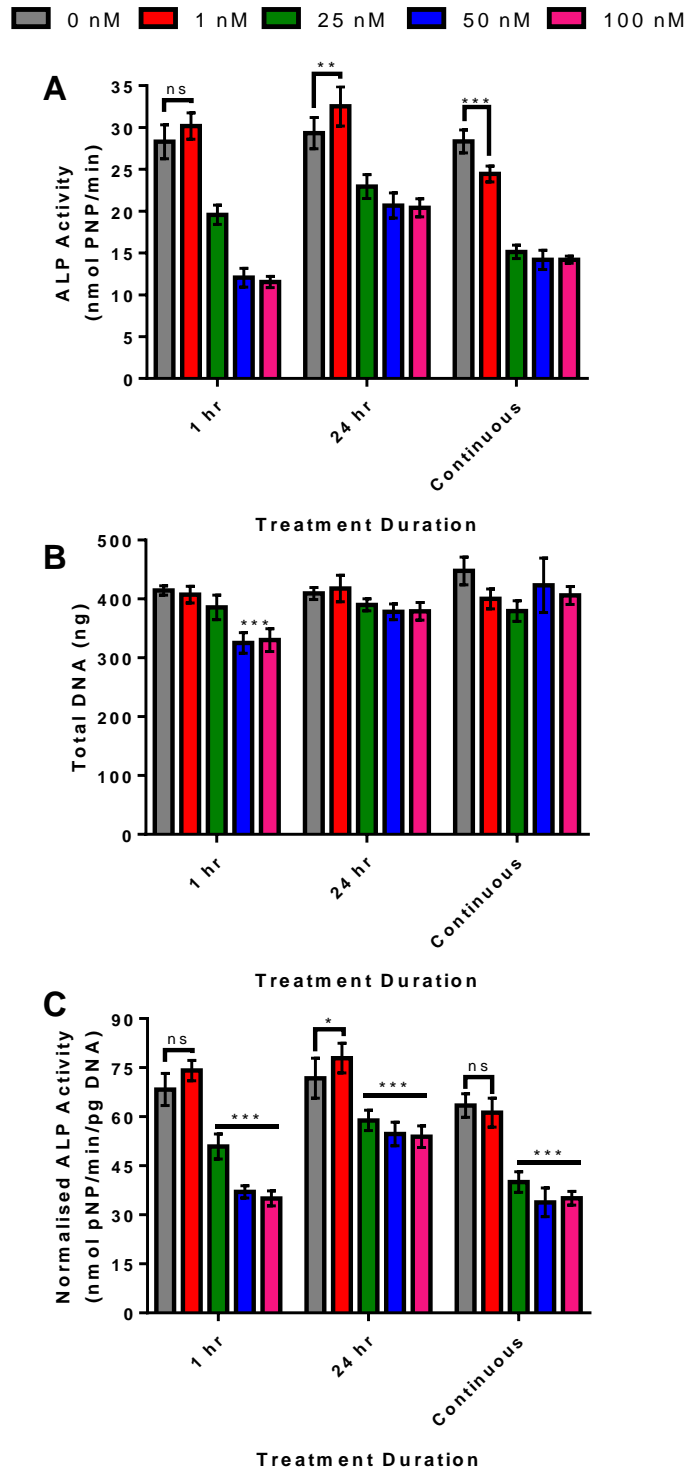 0 nM 1 nM 25 nM 50 nM 100 nM
A
ALP Activity
(nmol PNP/min)
35
30
25
20
15
10
5
0
ns
**
***
1 hr
24 hr
Continuous
Treatment Duration
B
Total DNA (ng)
500
400
300
200
100
0
***
1 hr
24 hr
Continuous
Treatment Duration
C
Normalised ALP Activity
(nmol pNP/min/pg DNA)
90
75
60
45
30
15
0
ns
***
*
***
ns
***
1 hr
24 hr
Continuous
Treatment Duration